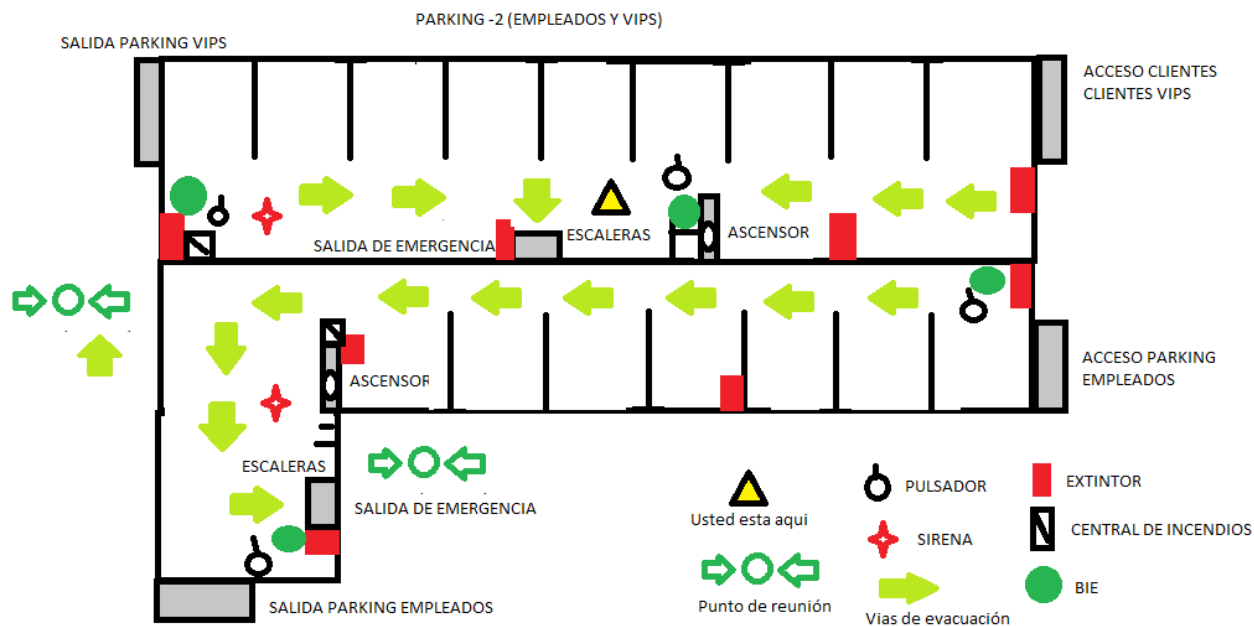 PARKING -2 (EMPLEADOS Y VIPS)
SALIDA PARKING VIPS
ACCESO CLIENTES
CLIENTES VIPS
SALIDA DE EMERGENCIA
ESCALERAS
ASCENSOR
ACCESO PARKING
EMPLEADOS
ASCENSOR
ESCALERAS
SALIDA DE EMERGENCIA
SALIDA PARKING EMPLEADOS
Usted esta aqui
Punto de reunión
PULSADOR
SIRENA
Vias de evacuación
EXTINTOR
CENTRAL DE INCENDIOS
BIE